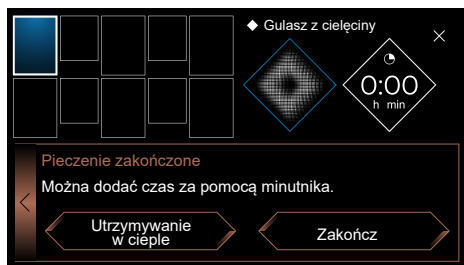 Gulasz z cielęciny
0:00
h min
Pieczenie zakończone
Można dodać czas za pomocą minutnika.
Utrzymywanie
w cieple
Zakończ